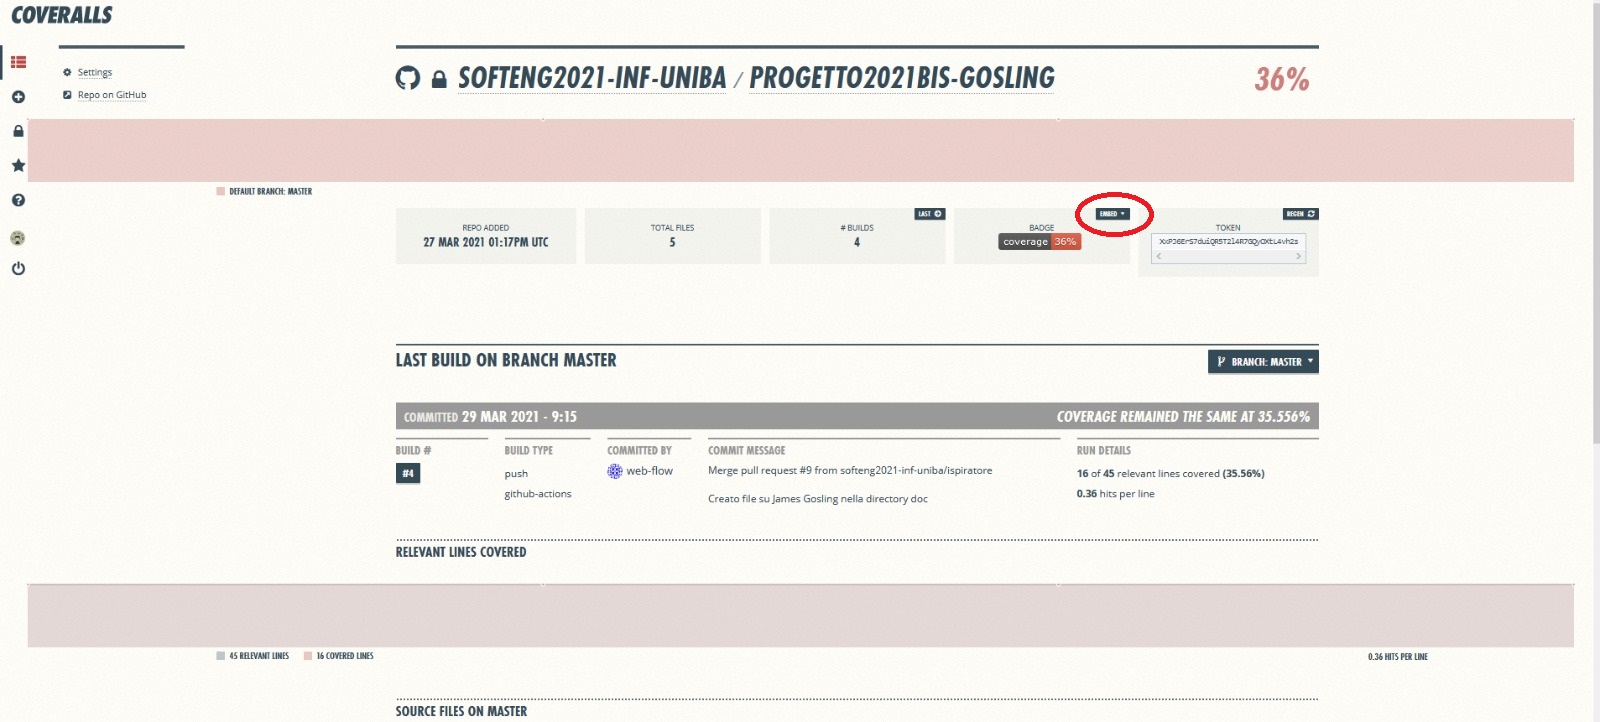 COVERALLS
Settings
Repo on GitHub
SOFTENG2021-INF-UNIBA / PROGETTO2021BIS-GOSLING
36%
DEFAULT BRANCH: MASTER
REPO ADDED
27 MAR 2021 01:17PM UTC
TOTAL FILES
5
LAST
# BUILDS
4
EMBED
BADGE
coverage 36%
REGEN
TOKEN
LAST BUILD ON BRANCH MASTER
BRANCH: MASTER
COMMITTED 29 MAR 2021 - 9:15
COVERAGE REMAINED THE SAME AT 35.556%
BUILD #
#4
BUILD TYPE
push
github-actions
COMMITTED BY
web-flow
COMMIT MESSAGE
Merge pull request #9 from softeng2021-inf-uniba/ispiratore
Creato file su James Gosling nella directory doc
RUN DETAILS
16 of 45 relevant lines covered (35.56%)
0.36 hits per line
RELEVANT LINES COVERED
45 RELEVANT LINES
16 COVERED LINES
0.36 HITS PER LINE
SOURCE FILES ON MASTER